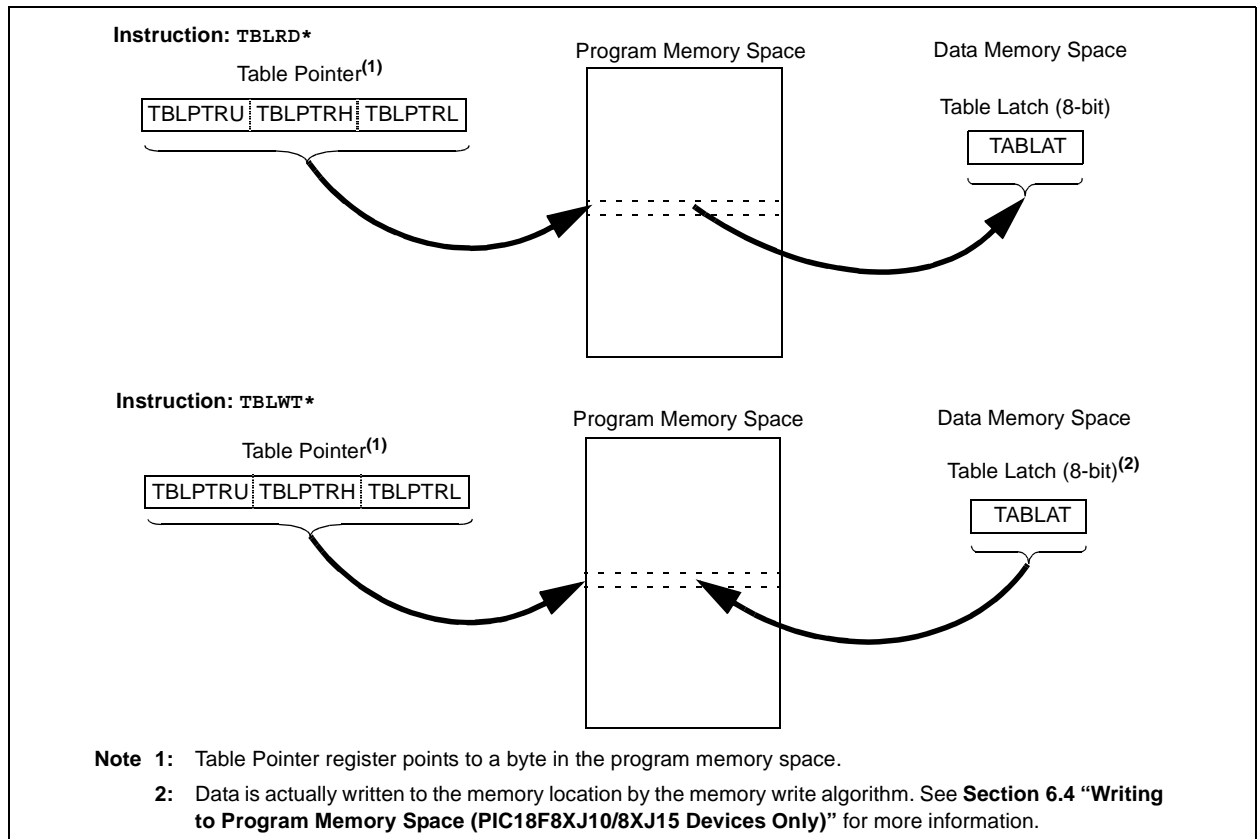 Instruction: TBLRD*
Program Memory Space
Data Memory Space
Table Pointer(1)
TBLPTRU TBLPTRH TBLPTRL
Table Latch (8-bit)
TABLAT
Instruction: TBLWT*
Program Memory Space
Data Memory Space
Table Pointer(1)
TBLPTRU TBLPTRH TBLPTRL
Table Latch (8-bit)(2)
TABLAT
Note 1: Table Pointer register points to a byte in the program memory space.
2: Data is actually written to the memory location by the memory write algorithm. See Section 6.4 “Writing
to Program Memory Space (PIC18F8XJ10/8XJ15 Devices Only)” for more information.